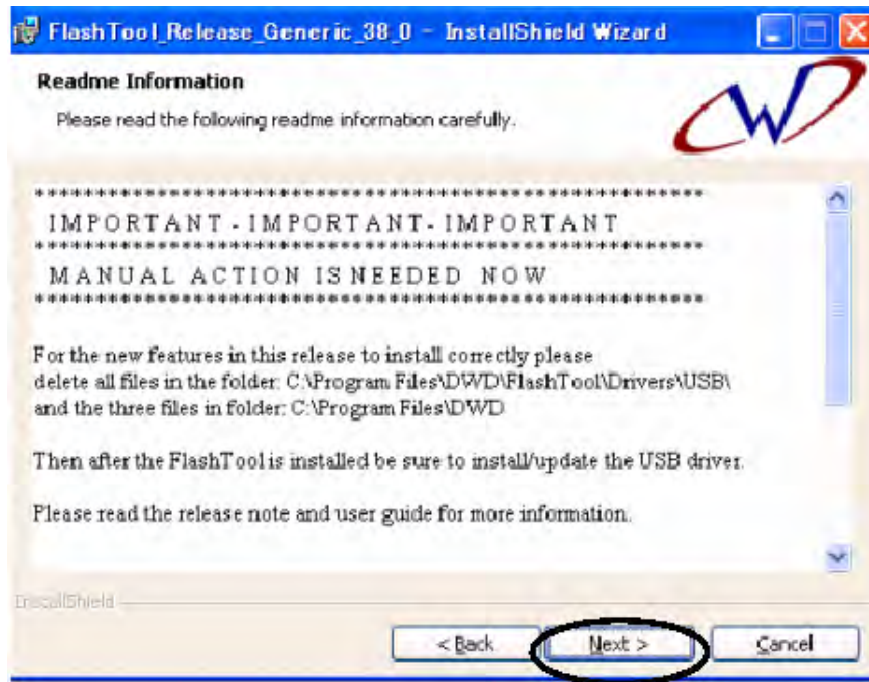 FlashTool_Release_Generic_38_0 - InstallShield Wizard
Readme Information
Please read the following readme information carefully.
*******************************************************
IMPORTANT - IMPORTANT- IMPORTANT
*******************************************************
MANUAL ACTION IS NEEDED NOW
*******************************************************
For the new features in this release to install correctly please
delete all files in the folder: C:\Program Files\DWD\FlashTool\Drivers\USB\
and the three files in folder: C:\Program Files\DWD
Then after the FlashTool is installed be sure to install/update the USB driver.
Please read the release note and user guide for more information.
InstallShield
< Back
Next >
Cancel